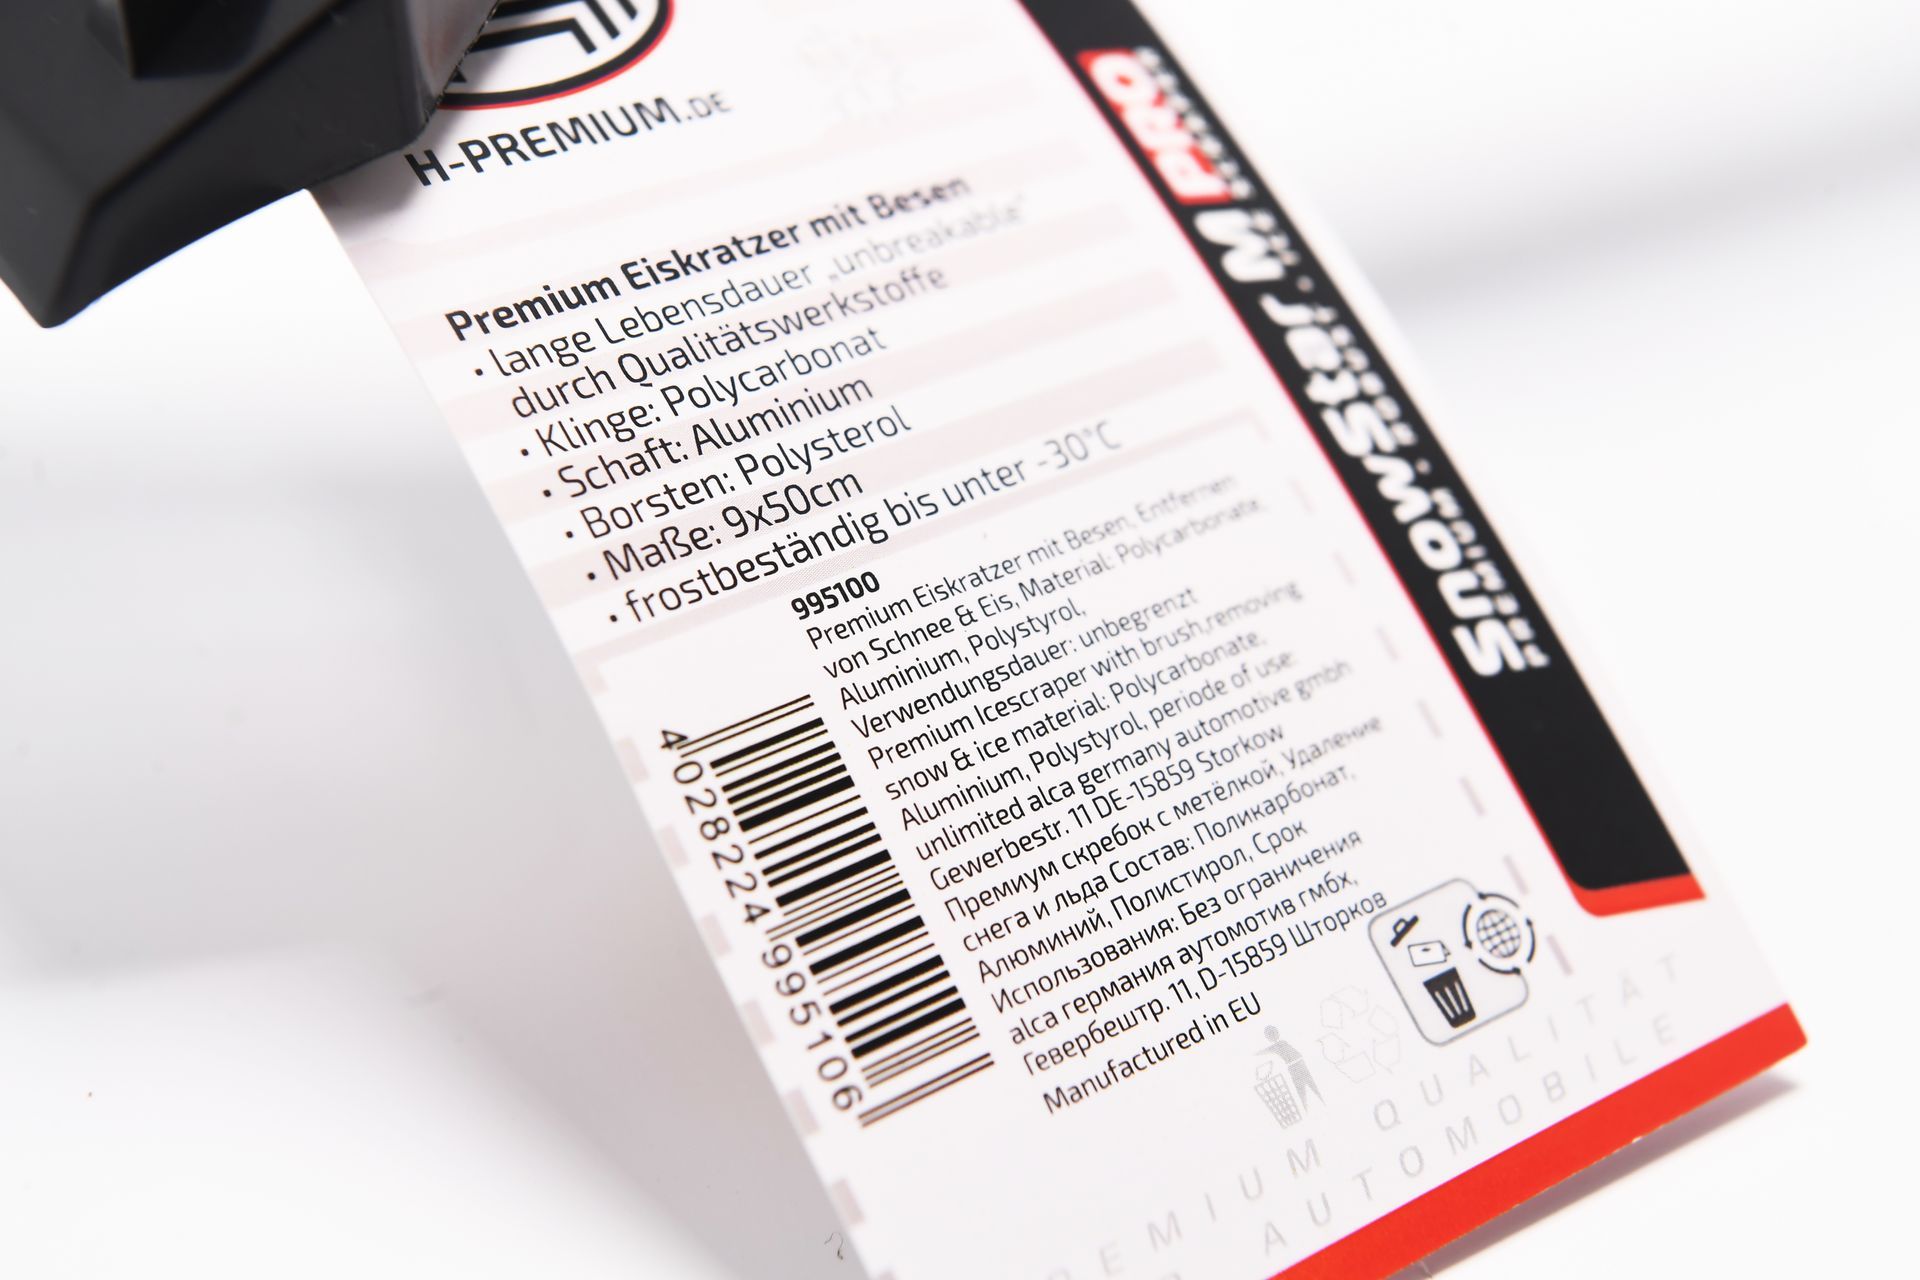 H-PREMIUM.DE
Premium Eiskratzer mit Besen
· lange Lebensdauer „unbreakable“
durch Qualitätswerkstoffe
· Klinge: Polycarbonat
· Schaft: Aluminium
· Borsten: Polysterol
· Maße: 9x50cm
· frostbeständig bis unter -30°C
995100
Premium Eiskratzer mit Besen, Entfernen
von Schnee & Eis, Material: Polycarbonate,
Aluminium, Polystyrol,
Verwendungsdauer: unbegrenzt
Premium Icescraper with brush,removing
snow & ice material: Polycarbonate,
Aluminium, Polystyrol, periode of use:
unlimited alca germany automotive gmbh
Gewerbestr. 11 DE-15859 Storkow
Премиум скребок с метёлкой, Удаление
снега и льда Состав: Поликарбонат,
Алюминий, Полистирол, Срок
Использования: Без ограничения
alca германия аутомотив гмбх,
Гевербештр. 11, D-15859 Шторков
Manufactured in EU
4 028224 995106
SnowStar.M PRO
PREMIUM QUALITÄT
AUTOMOBILE